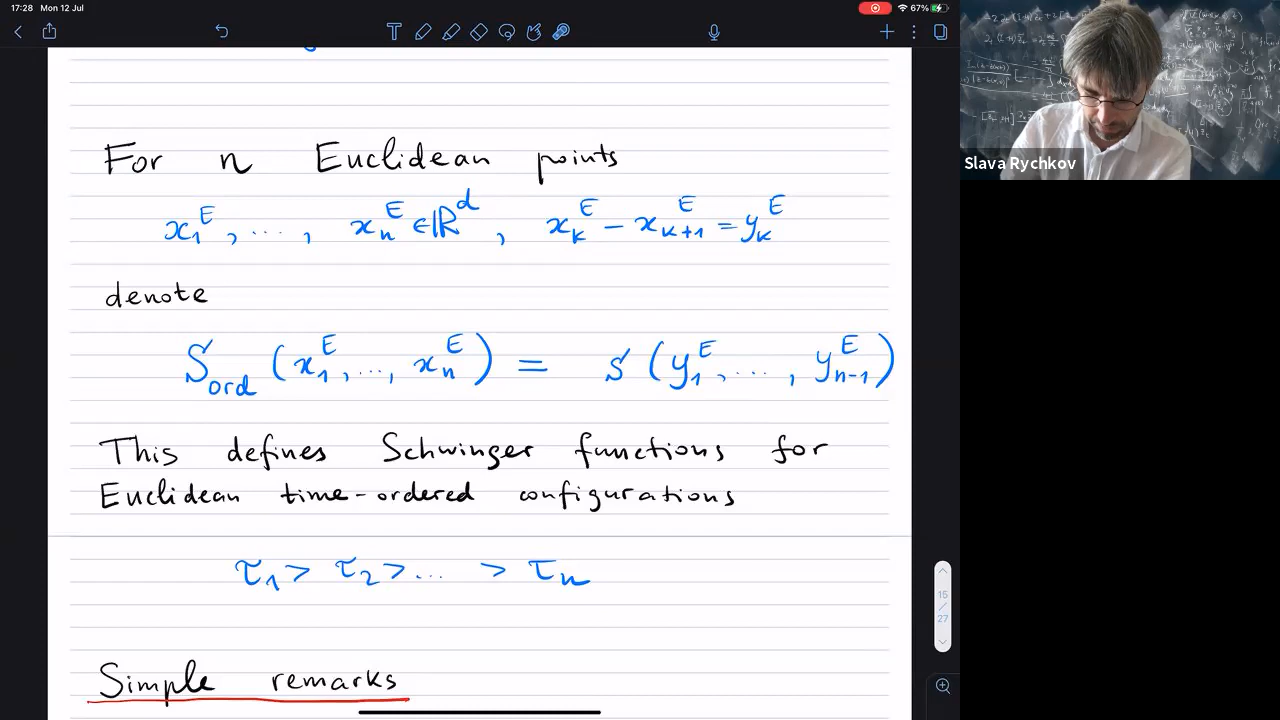 17:28 Mon 12 Jul
67%
For n Euclidean points
x₁ᴱ, ..., xₙᴱ ∈ ℝᵈ, xₖᴱ − xₖ₊₁ᴱ = yₖᴱ
denote
S_ord (x₁ᴱ, ..., xₙᴱ) = S (y₁ᴱ, ..., yₙ₋₁ᴱ)
This defines Schwinger functions for
Euclidean time-ordered configurations
τ₁ > τ₂ > ... > τₙ
15
/
27
Simple remarks
Slava Rychkov